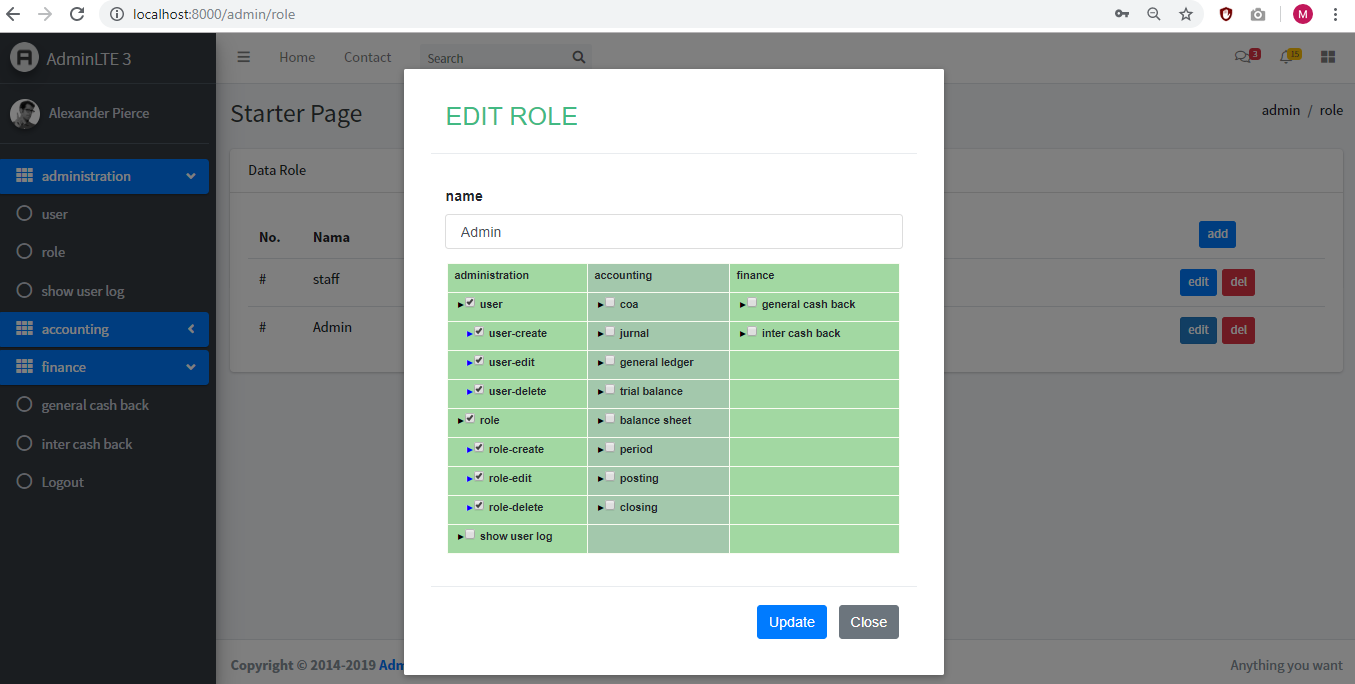 localhost:8000/admin/role
M
AdminLTE 3
Home
Contact
Search
3
15
Alexander Pierce
Starter Page
admin / role
administration
user
role
show user log
accounting
finance
general cash back
inter cash back
Logout
Data Role
No.
Nama
add
#
staff
edit
del
#
Admin
edit
del
EDIT ROLE
name
Admin
administration accounting finance
user coa general cash back
user-create jurnal inter cash back
user-edit general ledger
user-delete trial balance
role balance sheet
role-create period
role-edit posting
role-delete closing
show user log
Update Close
Copyright © 2014-2019 Adm
Anything you want